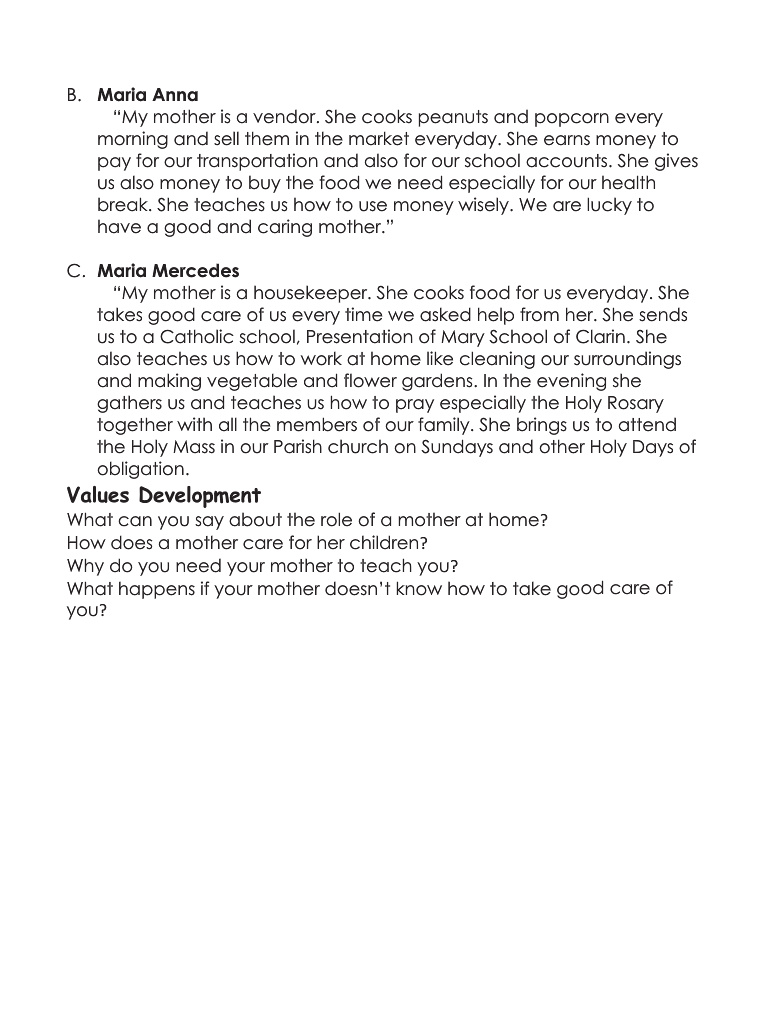 B. Maria Anna
“My mother is a vendor. She cooks peanuts and popcorn every
morning and sell them in the market everyday. She earns money to
pay for our transportation and also for our school accounts. She gives
us also money to buy the food we need especially for our health
break. She teaches us how to use money wisely. We are lucky to
have a good and caring mother.”
C. Maria Mercedes
“My mother is a housekeeper. She cooks food for us everyday. She
takes good care of us every time we asked help from her. She sends
us to a Catholic school, Presentation of Mary School of Clarin. She
also teaches us how to work at home like cleaning our surroundings
and making vegetable and flower gardens. In the evening she
gathers us and teaches us how to pray especially the Holy Rosary
together with all the members of our family. She brings us to attend
the Holy Mass in our Parish church on Sundays and other Holy Days of
obligation.
Values Development
What can you say about the role of a mother at home?
How does a mother care for her children?
Why do you need your mother to teach you?
What happens if your mother doesn’t know how to take good care of
you?